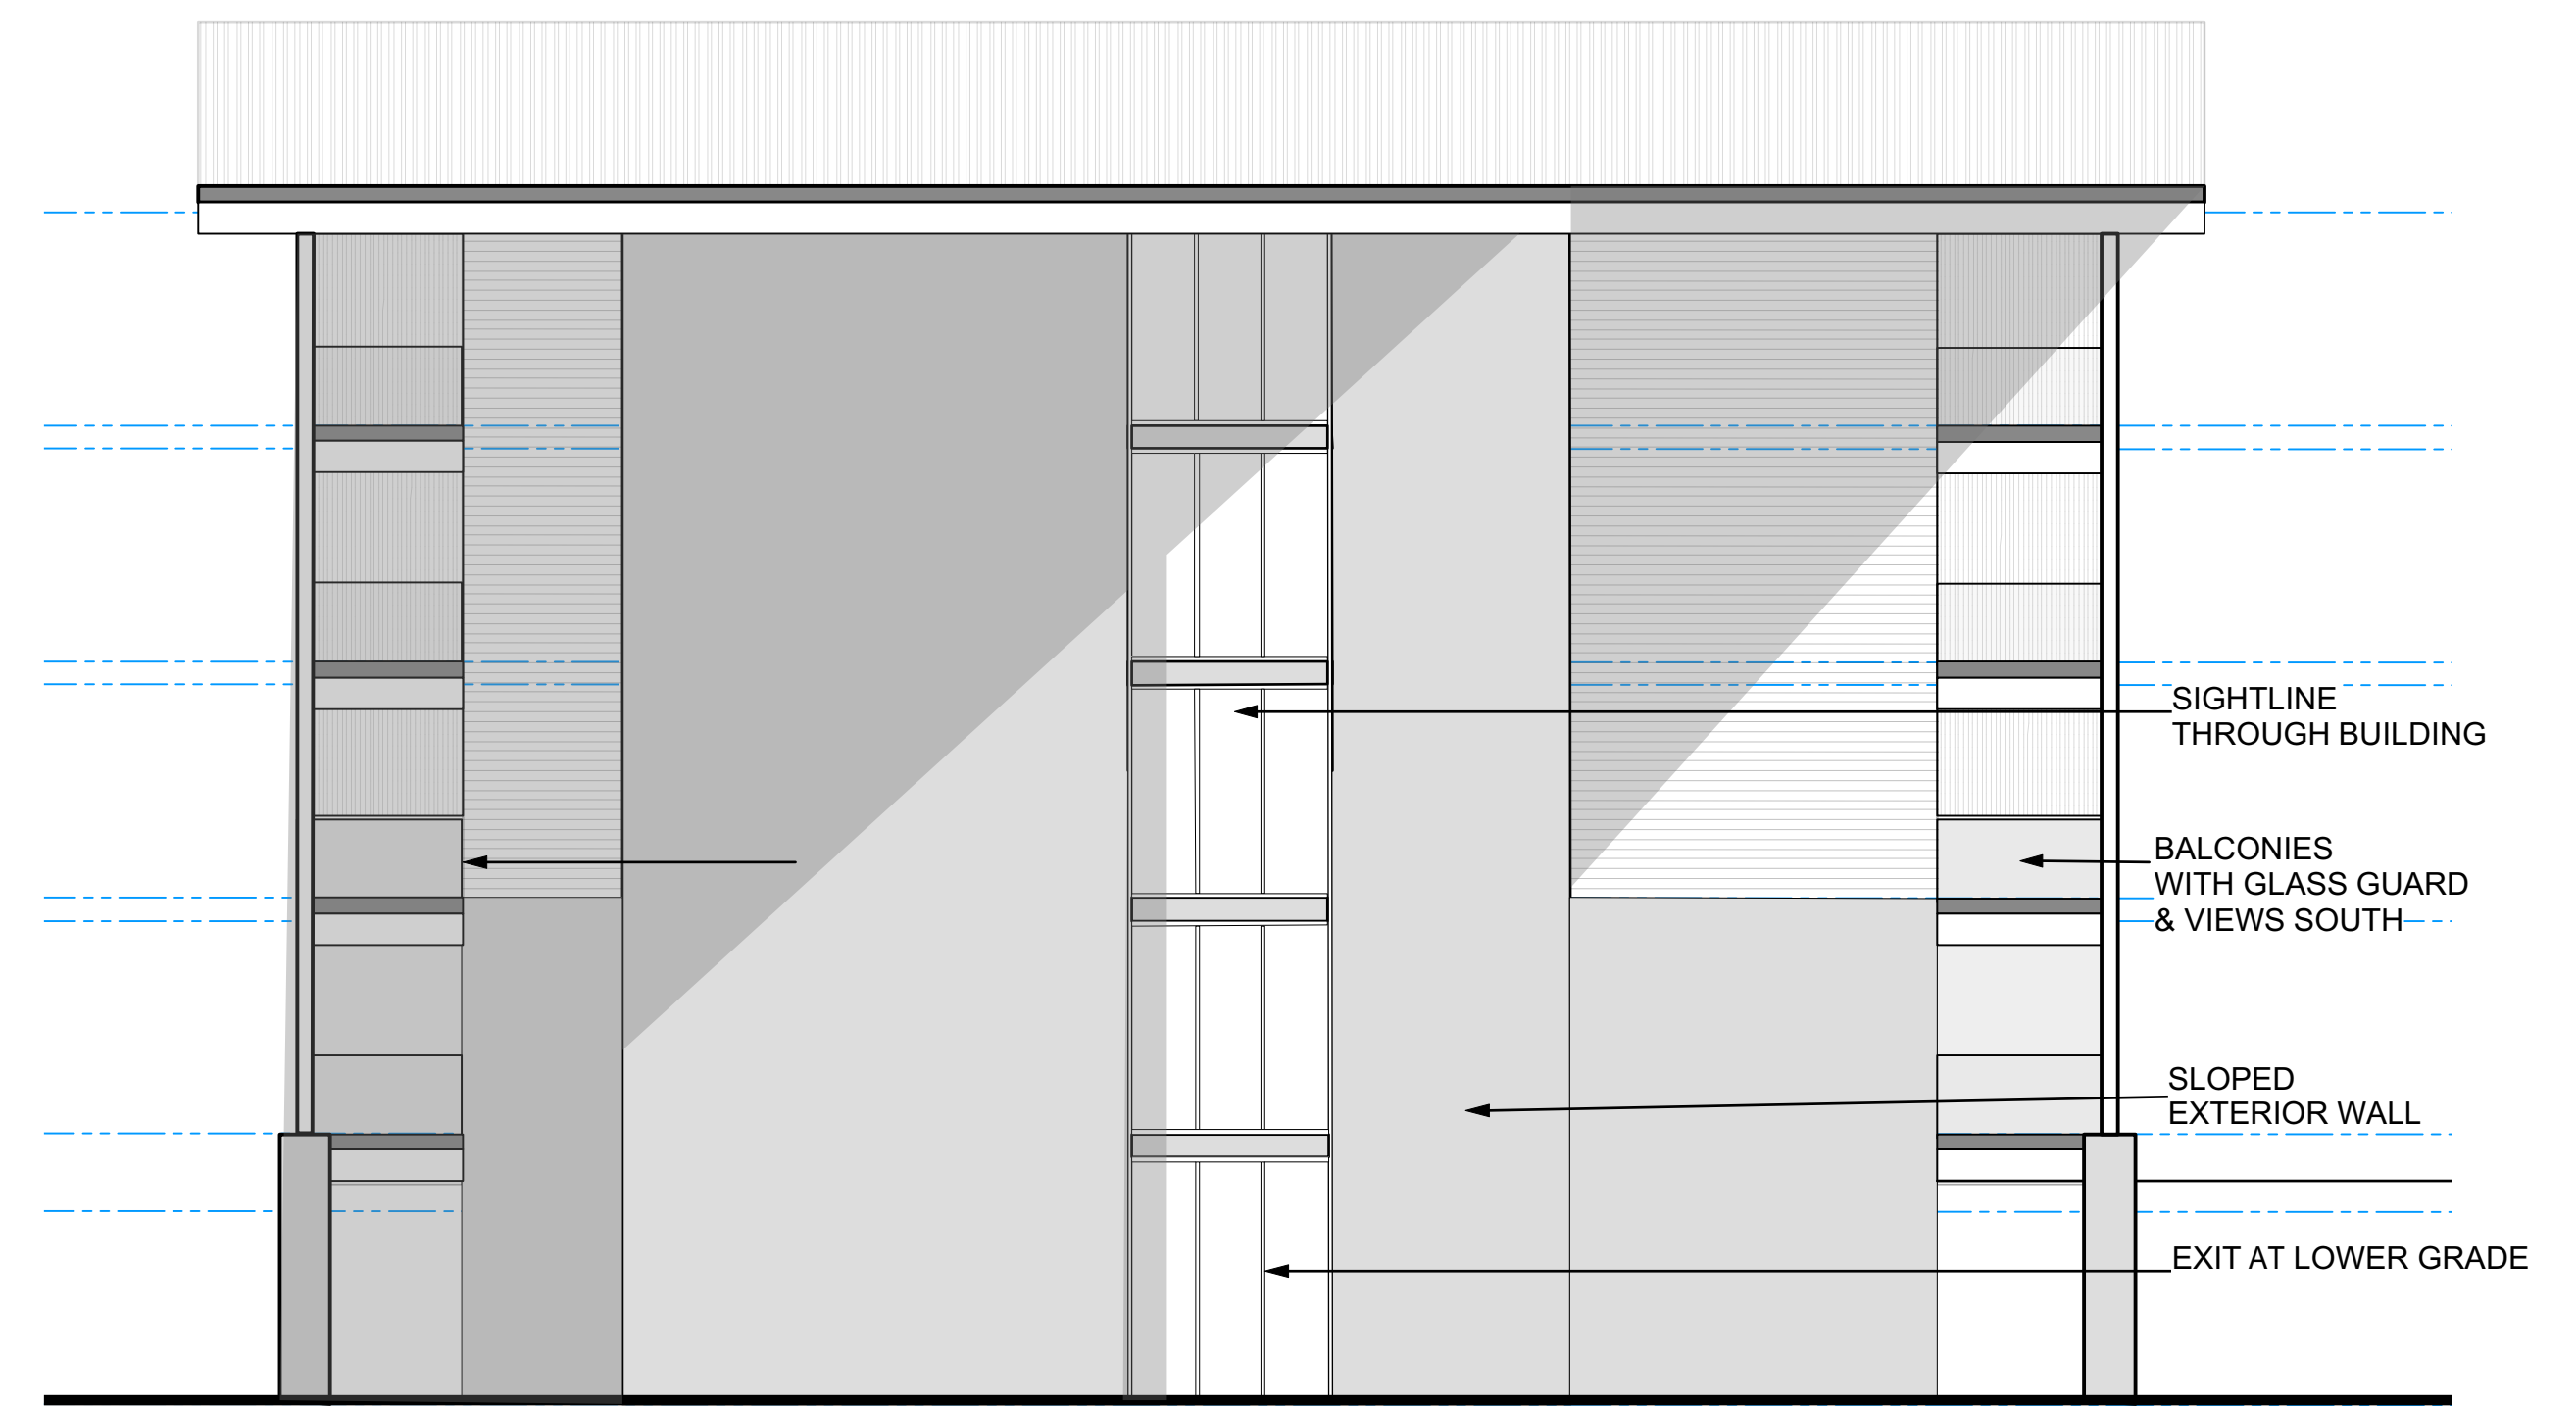 SIGHTLINE
THROUGH BUILDING
BALCONIES
WITH GLASS GUARD
& VIEWS SOUTH
SLOPED
EXTERIOR WALL
EXIT AT LOWER GRADE